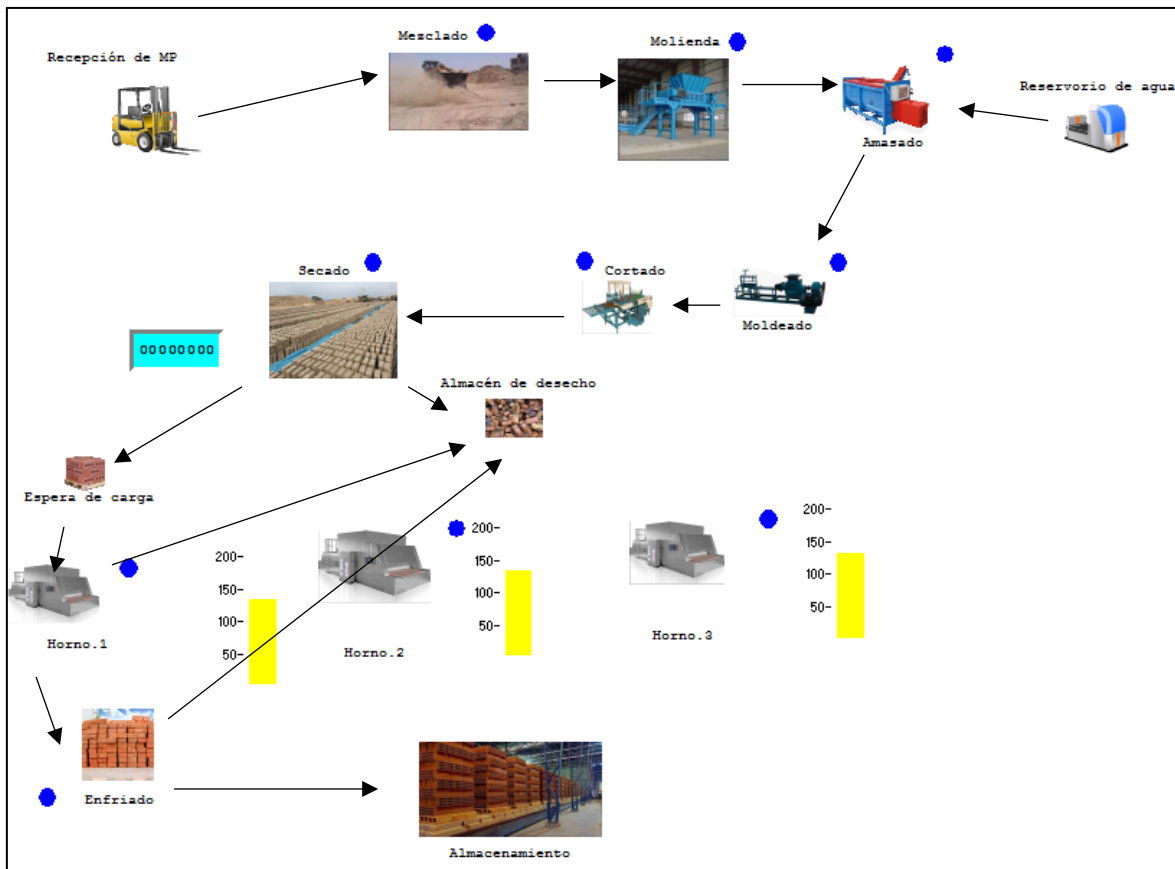 Mezclado
Molienda
Recepción de MP
Reservorio de agua
Amasado
Secado
Cortado
Moldeado
00000000
Almacén de desecho
Espera de carga
200-
150-
100-
50-
Horno.1
200-
150-
100-
50-
Horno.2
200-
150-
100-
50-
Horno.3
Enfriado
Almacenamiento